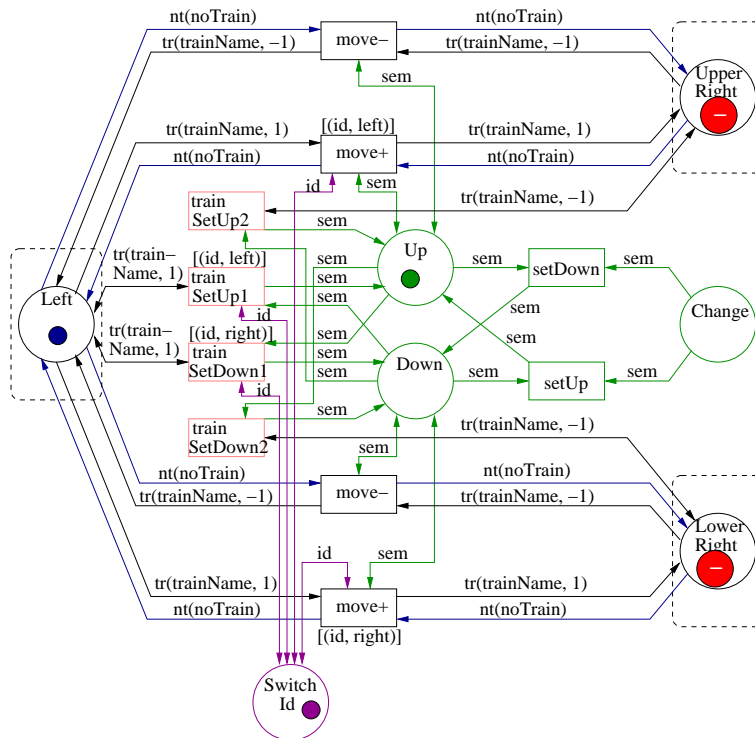 nt(noTrain)
move−
nt(noTrain)
tr(trainName, −1)
tr(trainName, −1)
Upper
Right
−
sem
[(id, left)]
tr(trainName, 1)
move+
tr(trainName, 1)
nt(noTrain)
nt(noTrain)
id
sem
train
SetUp2
tr(trainName, −1)
sem
sem
Up
[(id, left)]
tr(train−
Name, 1)
train
SetUp1
sem
sem
setDown
sem
Left
id
sem
sem
Change
tr(train−
Name, 1)
[(id, right)]
train
SetDown1
sem
sem
sem
Down
sem
setUp
sem
id
sem
train
SetDown2
tr(trainName, −1)
sem
nt(noTrain)
move−
nt(noTrain)
tr(trainName, −1)
tr(trainName, −1)
Lower
Right
−
id
sem
tr(trainName, 1)
move+
tr(trainName, 1)
nt(noTrain)
nt(noTrain)
[(id, right)]
Switch
Id